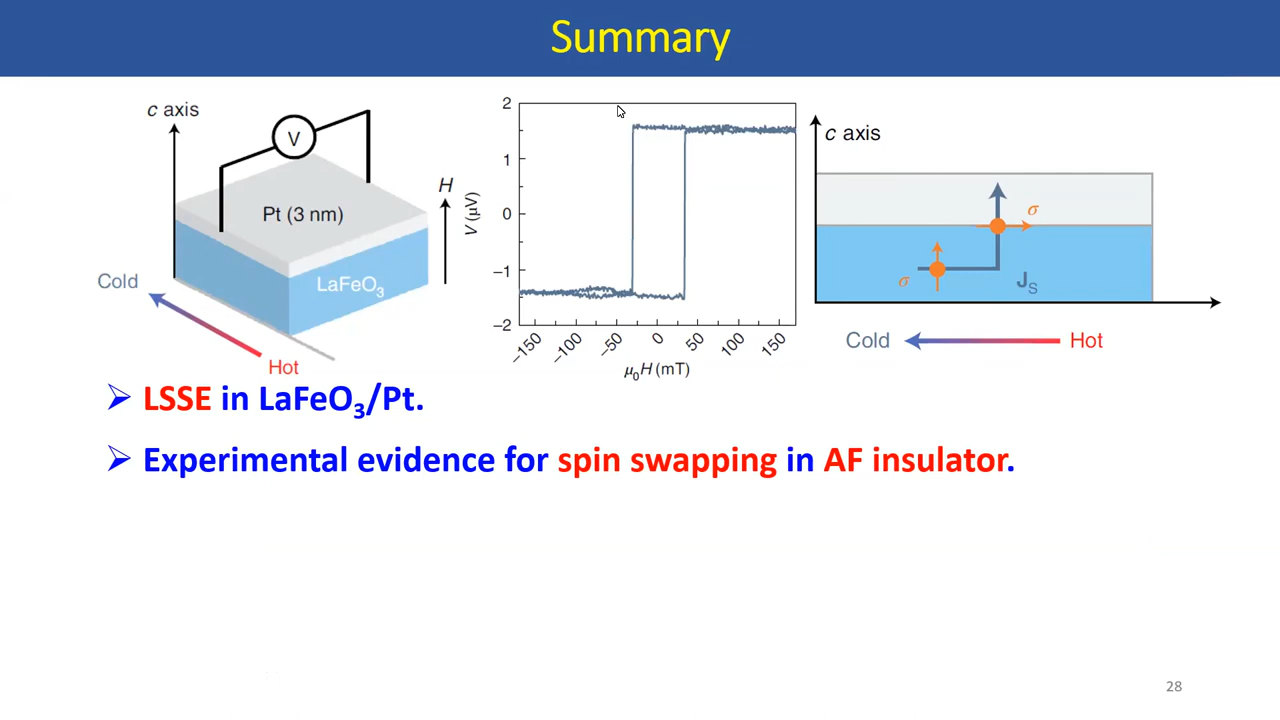 Summary
c axis
V
Pt (3 nm)
H
LaFeO₃
Cold
Hot
2
1
0
−1
−2
V (μV)
−150
−100
−50
0
50
100
150
μ₀H (mT)
c axis
σ
σ
J_S
Cold
Hot
➢ LSSE in LaFeO₃/Pt.
➢ Experimental evidence for spin swapping in AF insulator.
28